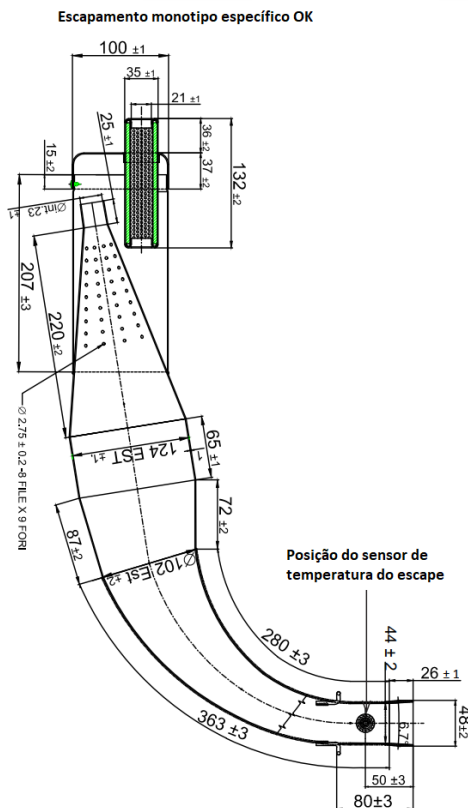 Escapamento monotipo específico OK
100 ±1
35 ±1
21 ±1
25 ±1
36 ±2
37 ±2
132 ±2
15 ±2
Øint.23 ±1
207 ±3
220 ±2
Ø 2,75 ± 0.2 -8 FILE X 9 FORI
124 EST ±1.
1
65 ±1
72 ±2
87 ±2
Ø102 Est ±2
Posição do sensor de
temperatura do escape
280 ±3
44 ± 2
26 ± 1
363 ±3
6.7°
48 ±2
50 ±3
80±3